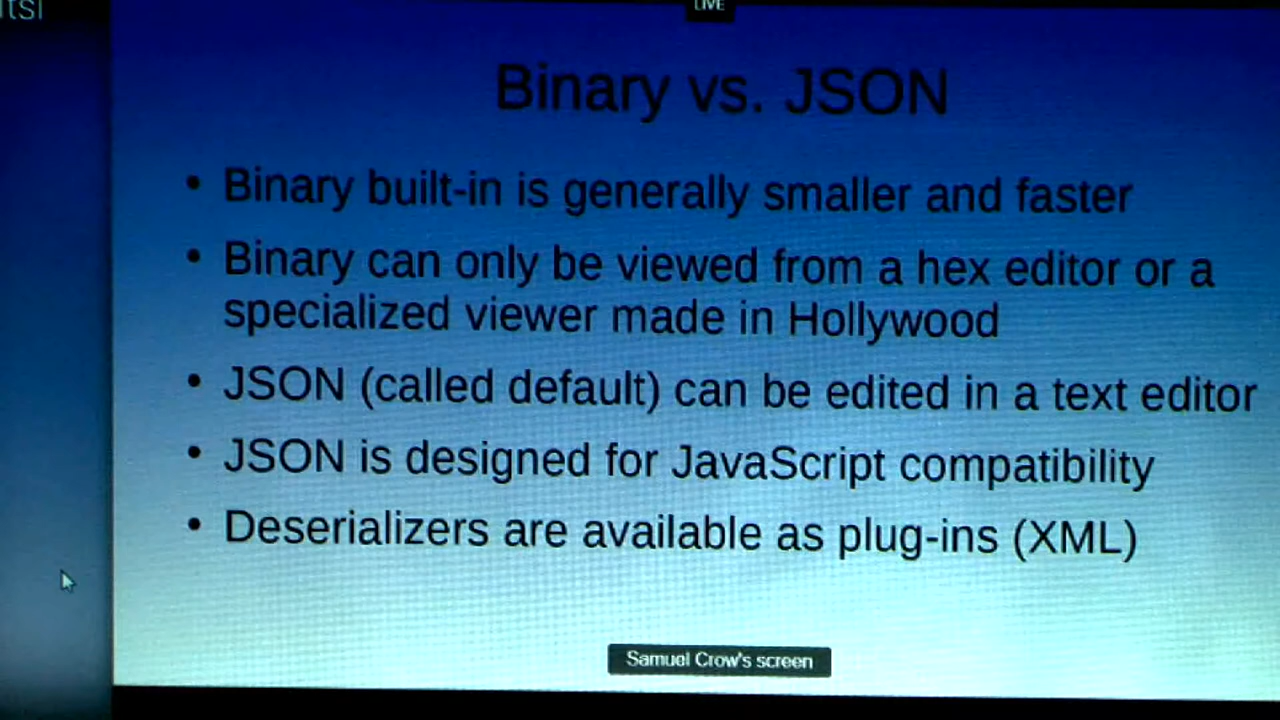 itsi
LIVE
Binary vs. JSON
• Binary built-in is generally smaller and faster
• Binary can only be viewed from a hex editor or a
specialized viewer made in Hollywood
• JSON (called default) can be edited in a text editor
• JSON is designed for JavaScript compatibility
• Deserializers are available as plug-ins (XML)
Samuel Crow's screen